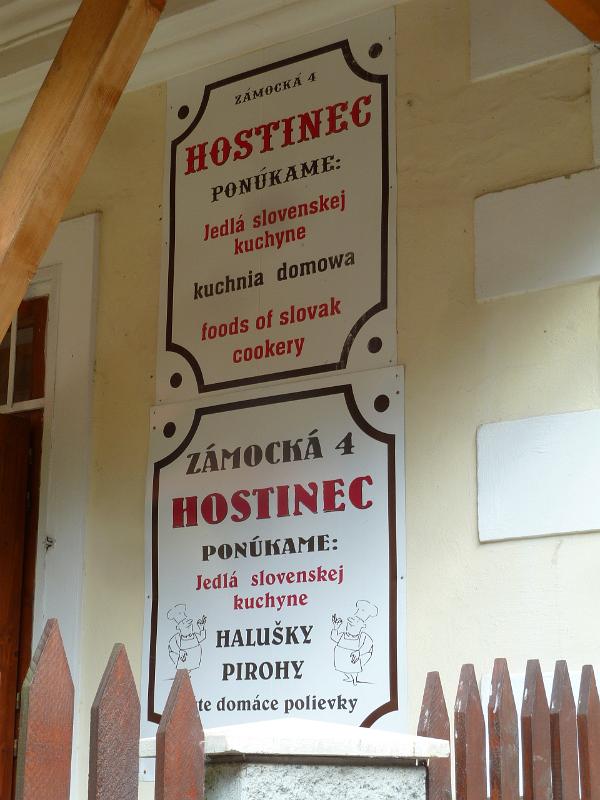 ZÁMOCKÁ 4
HOSTINEC
PONÚKAME:
Jedlá slovenskej
kuchyne
kuchnia domowa
foods of slovak
cookery
ZÁMOCKÁ 4
HOSTINEC
PONÚKAME:
Jedlá slovenskej
kuchyne
HALUŠKY
PIROHY
domáce polievky